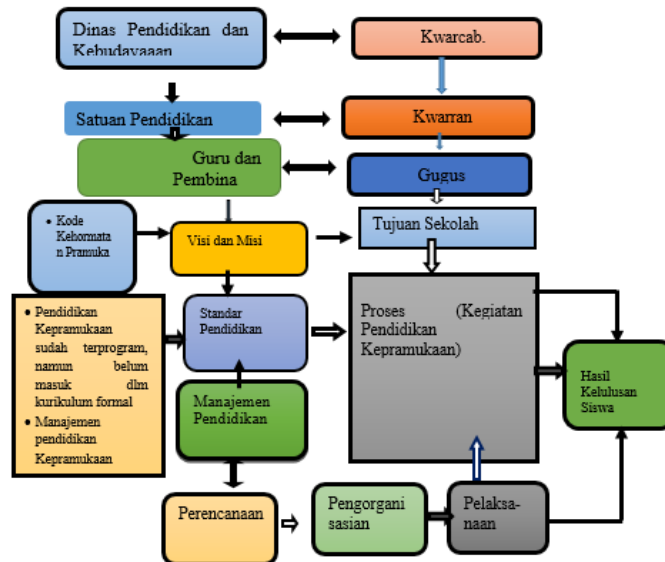 Dinas Pendidikan dan
Kebudayaaan
Kwarcab.
Satuan Pendidikan
Kwarran
Guru dan
Pembina
Gugus
• Kode
Kehormata
n Pramuka
Visi dan Misi
Tujuan Sekolah
• Pendidikan
Kepramukaan
sudah terprogram,
namun belum
masuk dlm
kurikulum formal
• Manajemen
pendidikan
Kepramukaan
Standar
Pendidikan
Proses (Kegiatan
Pendidikan
Kepramukaan)
Hasil
Kelulusan
Siswa
Manajemen
Pendidikan
Perencanaan
Pengorgani
sasian
Pelaksa-
naan